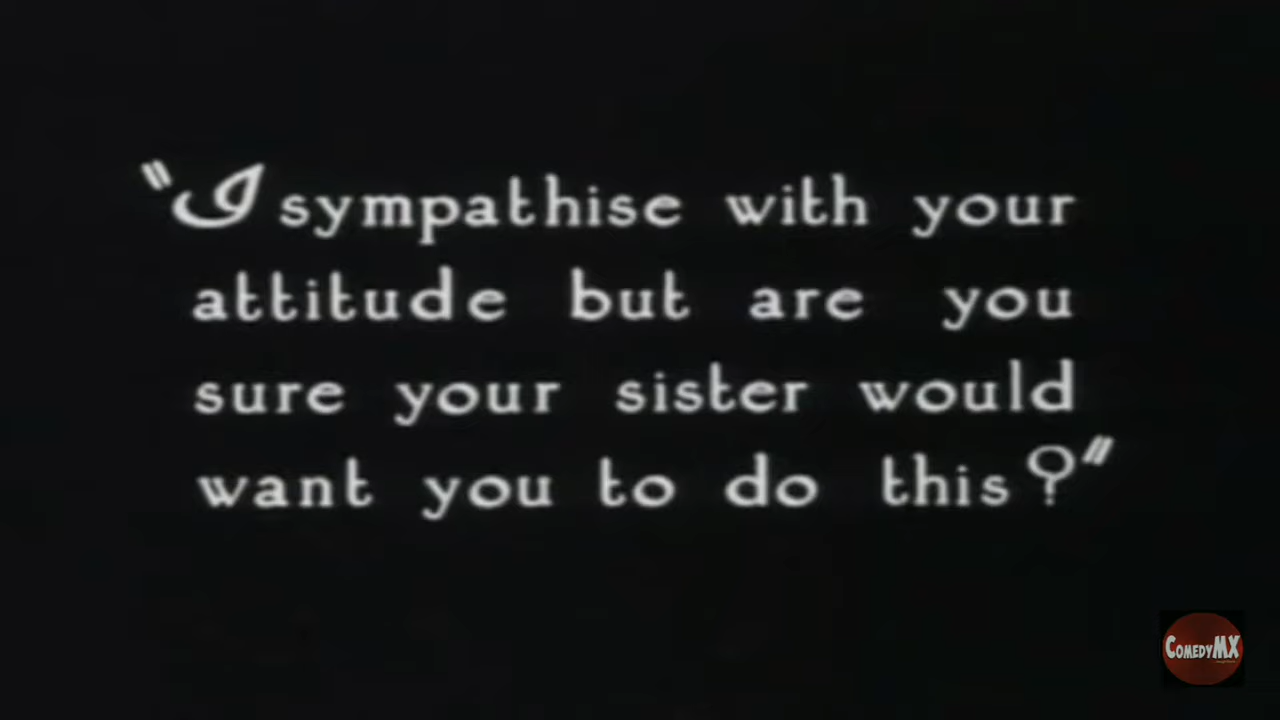 "I sympathise with your
attitude but are you
sure your sister would
want you to do this?"
COMEDYMX